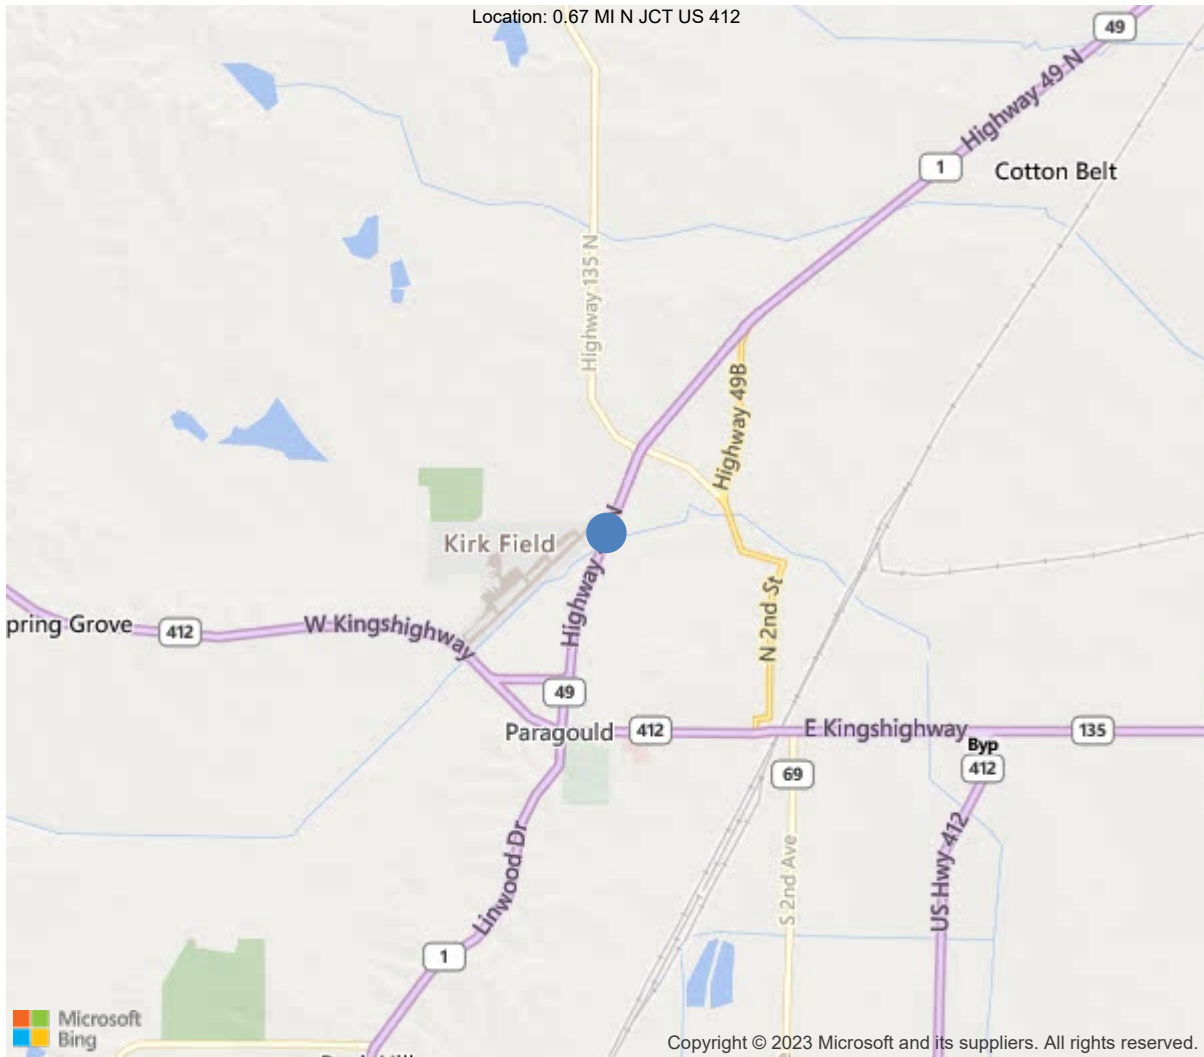 Location: 0.67 MI N JCT US 412
49
Highway 49 N
1
Cotton Belt
Highway 135 N
Highway 49B
N
Kirk Field
Highway
pring Grove
412
W Kingshighway
N 2nd St
49
Paragould
412
E Kingshighway
135
Byp
412
69
Linwood Dr
S 2nd Ave
US Hwy 412
1
Microsoft
Bing
Copyright © 2023 Microsoft and its suppliers. All rights reserved.